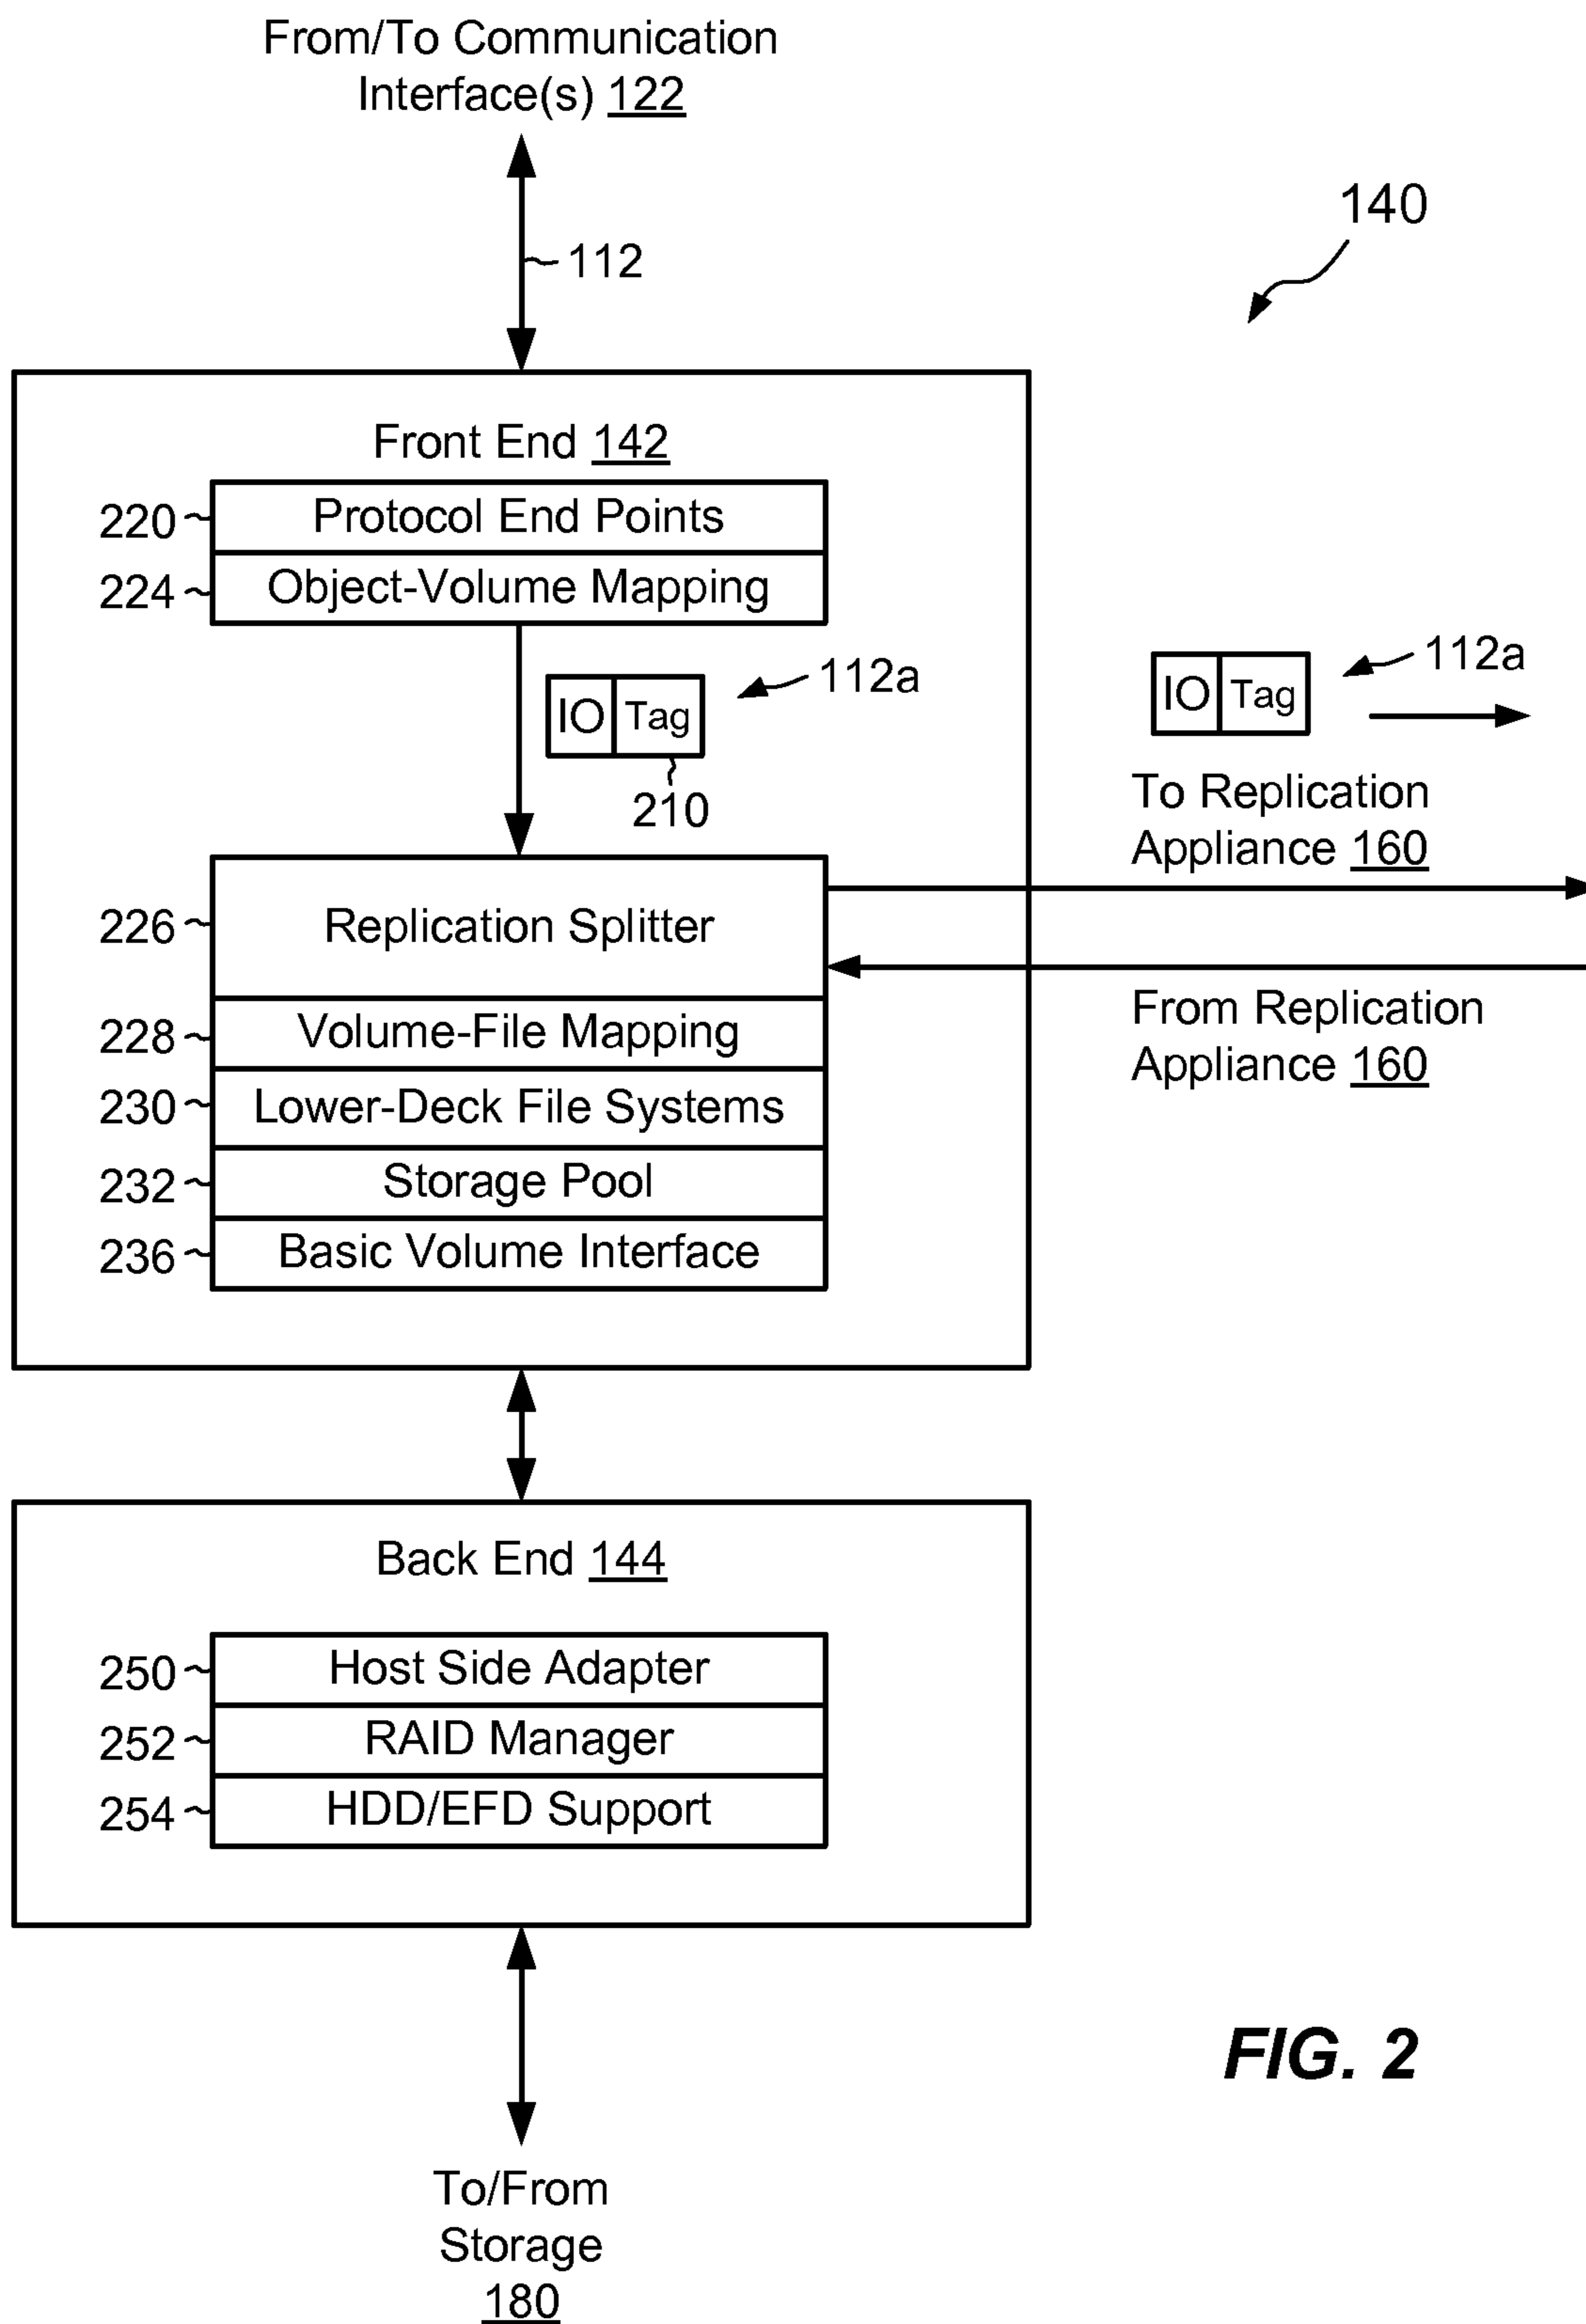 From/To Communication
Interface(s) 122
140
112
Front End 142
220 Protocol End Points
224 Object-Volume Mapping
IO Tag 112a
210
IO Tag 112a
To Replication
Appliance 160
226 Replication Splitter
From Replication
Appliance 160
228 Volume-File Mapping
230 Lower-Deck File Systems
232 Storage Pool
236 Basic Volume Interface
Back End 144
250 Host Side Adapter
252 RAID Manager
254 HDD/EFD Support
FIG. 2
To/From
Storage
180